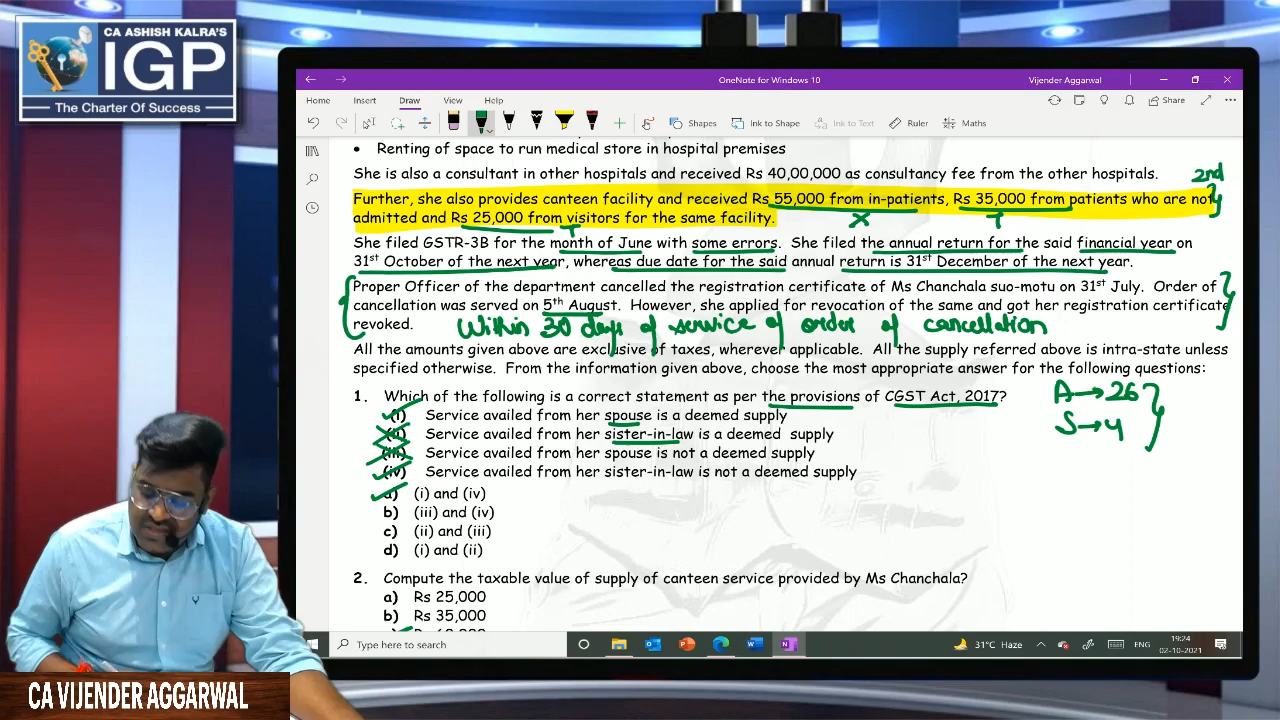 CA ASHISH KALRA'S
IGP
The Charter Of Success
OneNote for Windows 10
Vijender Aggarwal
Home Insert Draw View Help
Share
Shapes Ink to Shape Ink to Text Ruler Maths
• Renting of space to run medical store in hospital premises
She is also a consultant in other hospitals and received Rs 40,00,000 as consultancy fee from the other hospitals.
2nd
Further, she also provides canteen facility and received Rs 55,000 from in-patients, Rs 35,000 from patients who are not
admitted and Rs 25,000 from visitors for the same facility.
T X T
She filed GSTR-3B for the month of June with some errors. She filed the annual return for the said financial year on
31st October of the next year, whereas due date for the said annual return is 31st December of the next year.
Proper Officer of the department cancelled the registration certificate of Ms Chanchala suo-motu on 31st July. Order of
cancellation was served on 5th August. However, she applied for revocation of the same and got her registration certificate
revoked.
Within 30 days of service of order of cancellation
All the amounts given above are exclusive of taxes, wherever applicable. All the supply referred above is intra-state unless
specified otherwise. From the information given above, choose the most appropriate answer for the following questions:
1. Which of the following is a correct statement as per the provisions of CGST Act, 2017?
A→26
S→4
(i) Service availed from her spouse is a deemed supply
(ii) Service availed from her sister-in-law is a deemed supply
(iii) Service availed from her spouse is not a deemed supply
(iv) Service availed from her sister-in-law is not a deemed supply
a) (i) and (iv)
b) (iii) and (iv)
c) (ii) and (iii)
d) (i) and (ii)
2. Compute the taxable value of supply of canteen service provided by Ms Chanchala?
a) Rs 25,000
b) Rs 35,000
Type here to search
31°C Haze
ENG
19:24
02-10-2021
CA VIJENDER AGGARWAL